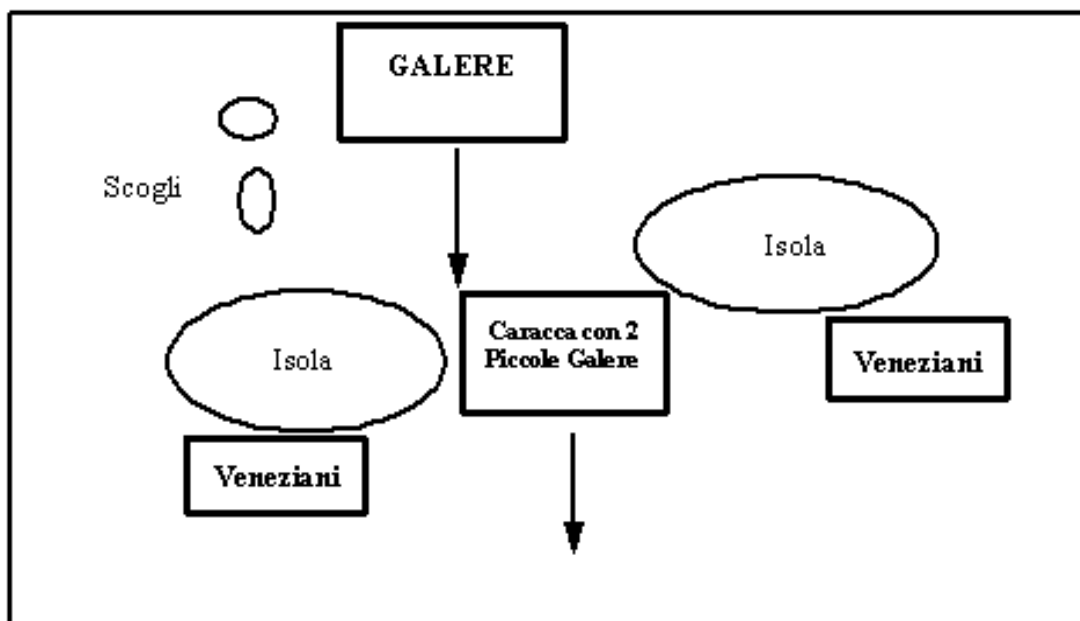 GALERE
Scogli
Isola
Caracca con 2
Piccole Galere
Isola
Veneziani
Veneziani